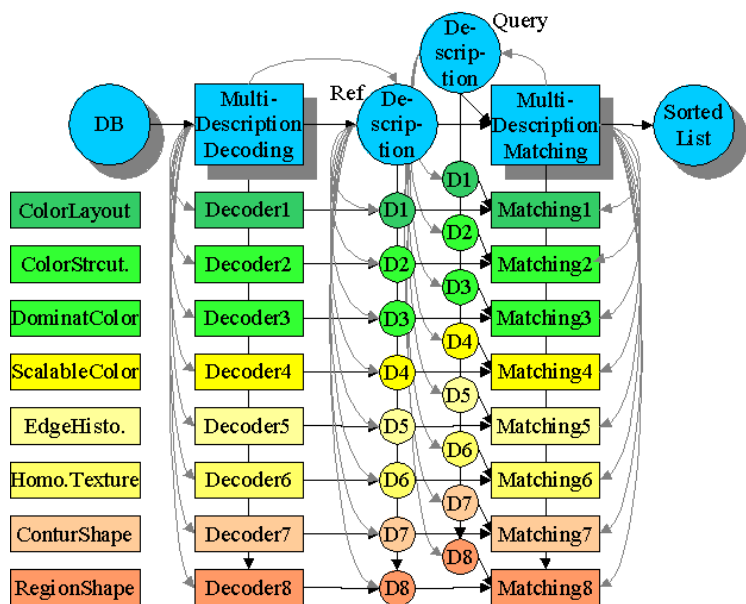 De-
scrip-
tion
Query
DB
Multi-
Description
Decoding
Ref
De-
scrip-
tion
Multi-
Description
Matching
Sorted
List
D1
ColorLayout
Decoder1
D1
Matching1
D2
ColorStrcut.
Decoder2
D2
Matching2
D3
DominatColor
Decoder3
D3
Matching3
D4
ScalableColor
Decoder4
D4
Matching4
D5
EdgeHisto.
Decoder5
D5
Matching5
D6
Homo.Texture
Decoder6
D6
Matching6
D7
ConturShape
Decoder7
D7
Matching7
D8
RegionShape
Decoder8
D8
Matching8